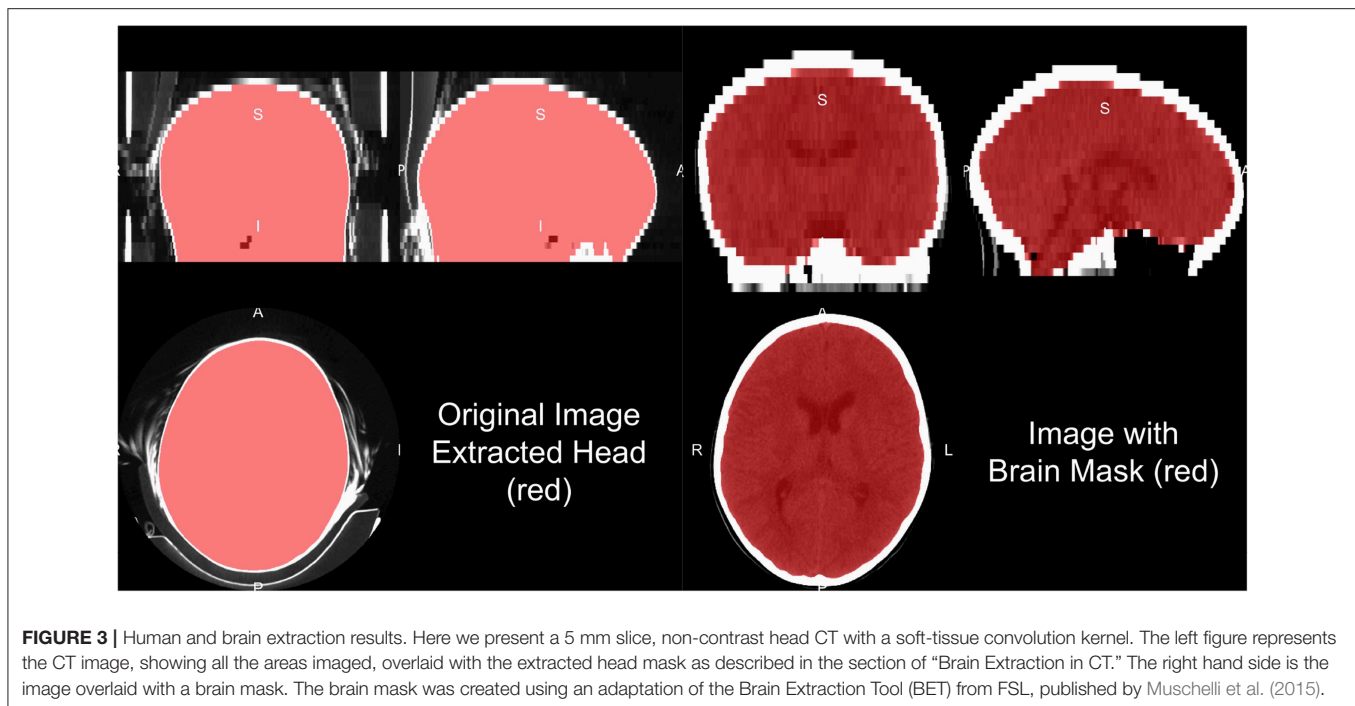 S
S
R
P
A
I
I
A
R
I
P
Original Image
Extracted Head
(red)
S
S
P
A
A
R
L
P
Image with
Brain Mask (red)
FIGURE 3 | Human and brain extraction results. Here we present a 5 mm slice, non-contrast head CT with a soft-tissue convolution kernel. The left figure represents
the CT image, showing all the areas imaged, overlaid with the extracted head mask as described in the section of “Brain Extraction in CT.” The right hand side is the
image overlaid with a brain mask. The brain mask was created using an adaptation of the Brain Extraction Tool (BET) from FSL, published by Muschelli et al. (2015).